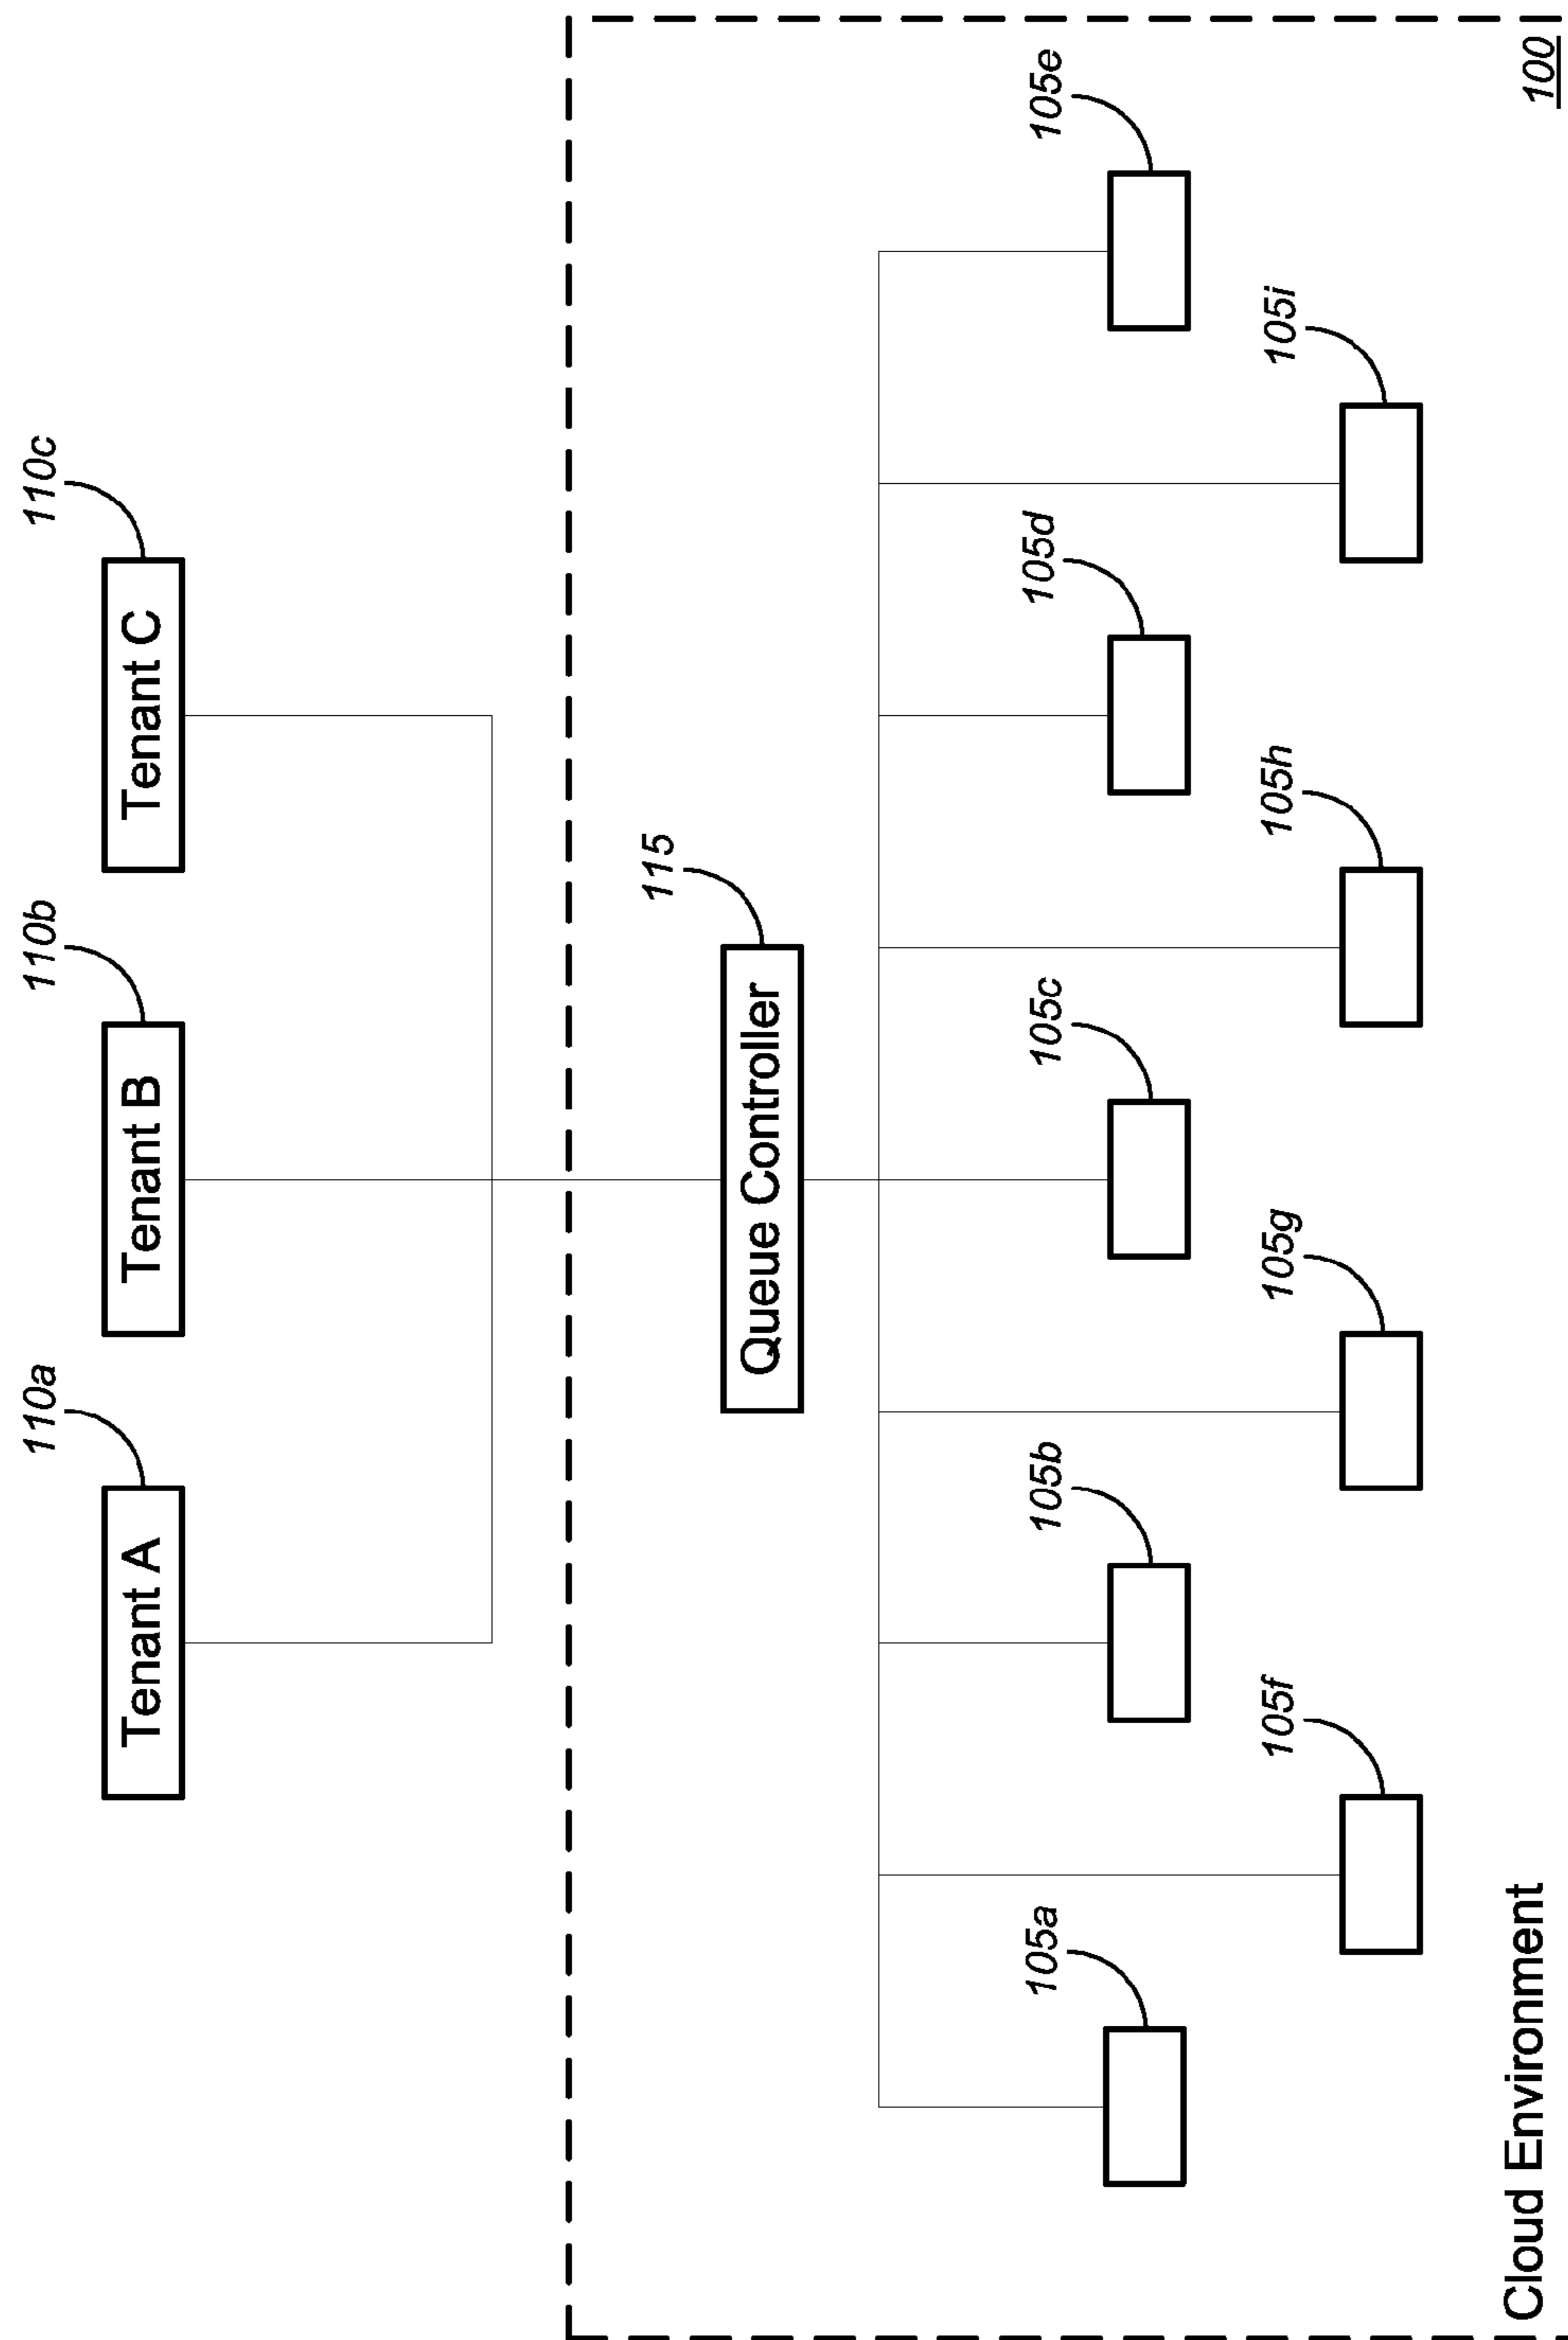 110a
110b
110c
Tenant A
Tenant B
Tenant C
115
Queue Controller
105a
105b
105c
105d
105e
105f
105g
105h
105i
Cloud Environment
100